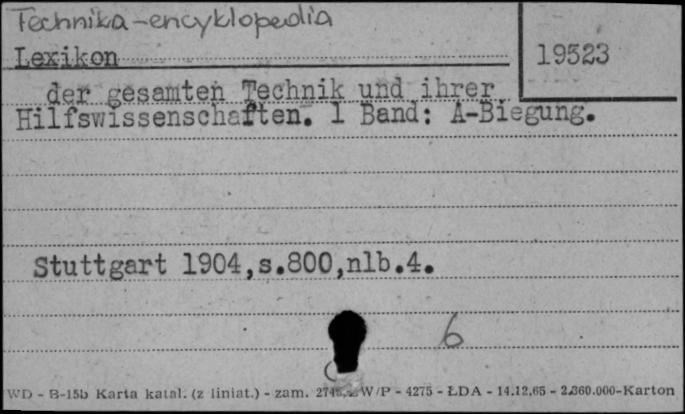 Technika-encyklopedia
Lexikon
19523
der gesamten Technik und ihrer
Hilfswissenschaften. 1 Band: A-Biegung.
Stuttgart 1904,s.800,nlb.4.
6
WD - B-15b Karta katal. (z liniat.) - zam. W/P - 4275 - ŁDA - 14.12.65 - 2.360.000-Karton